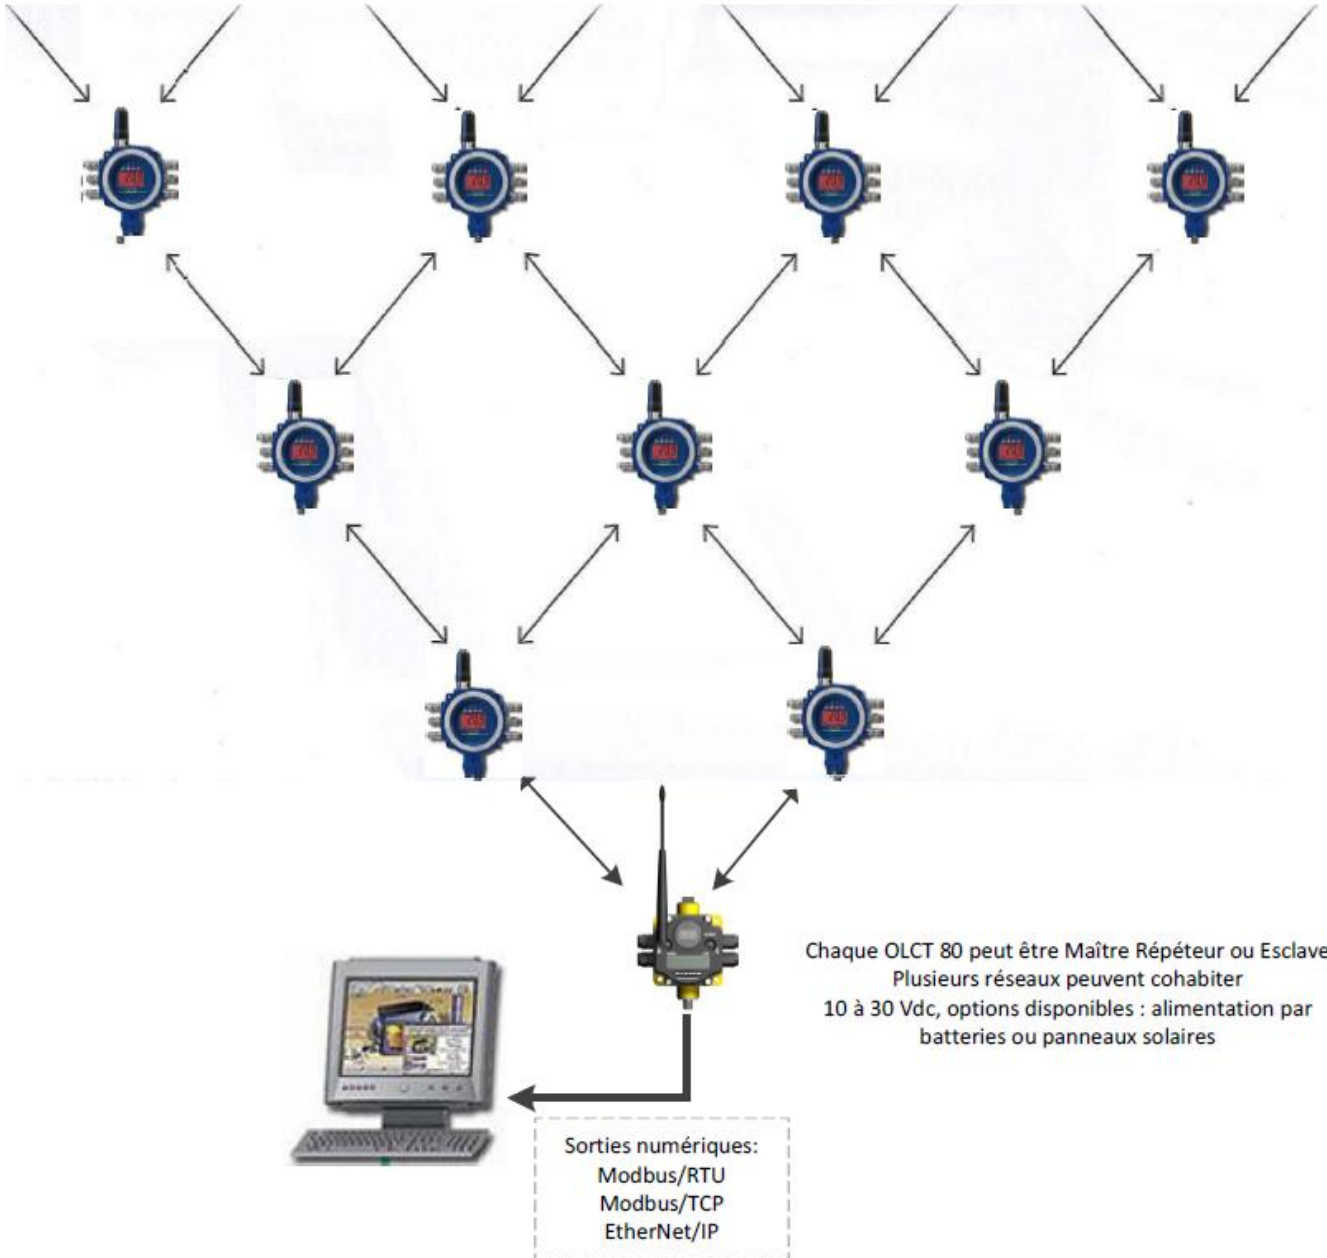 Chaque OLCT 80 peut être Maître Répéteur ou Esclave
Plusieurs réseaux peuvent cohabiter
10 à 30 Vdc, options disponibles : alimentation par
batteries ou panneaux solaires
Sorties numériques:
Modbus/RTU
Modbus/TCP
EtherNet/IP